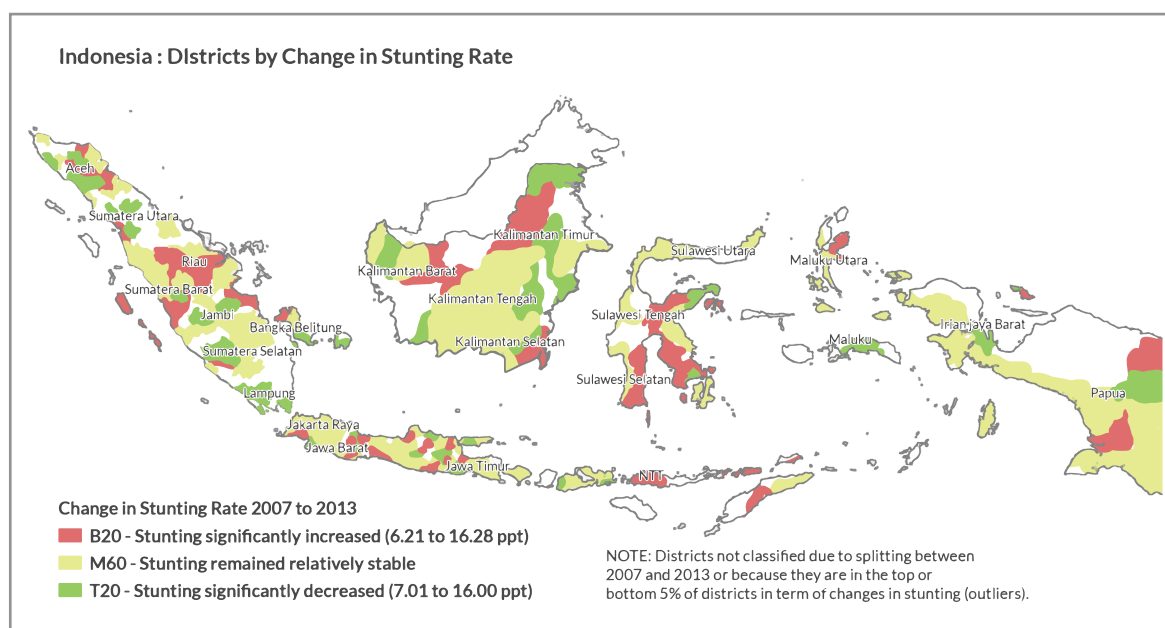 Indonesia : DIstricts by Change in Stunting Rate
Aceh
Sumatera Utara
Riau
Sumatera Barat
Jambi
Bangka Belitung
Sumatera Selatan
Lampung
Jakarta Raya
Jawa Barat
Jawa Timur
Kalimantan Timur
Kalimantan Barat
Kalimantan Tengah
Kalimantan Selatan
Sulawesi Utara
Sulawesi Tengah
Sulawesi Selatan
NTT
Maluku Utara
Maluku
Irian jaya Barat
Papua
Change in Stunting Rate 2007 to 2013
B20 - Stunting significantly increased (6.21 to 16.28 ppt)
M60 - Stunting remained relatively stable
T20 - Stunting significantly decreased (7.01 to 16.00 ppt)
NOTE: Districts not classified due to splitting between
2007 and 2013 or because they are in the top or
bottom 5% of districts in term of changes in stunting (outliers).